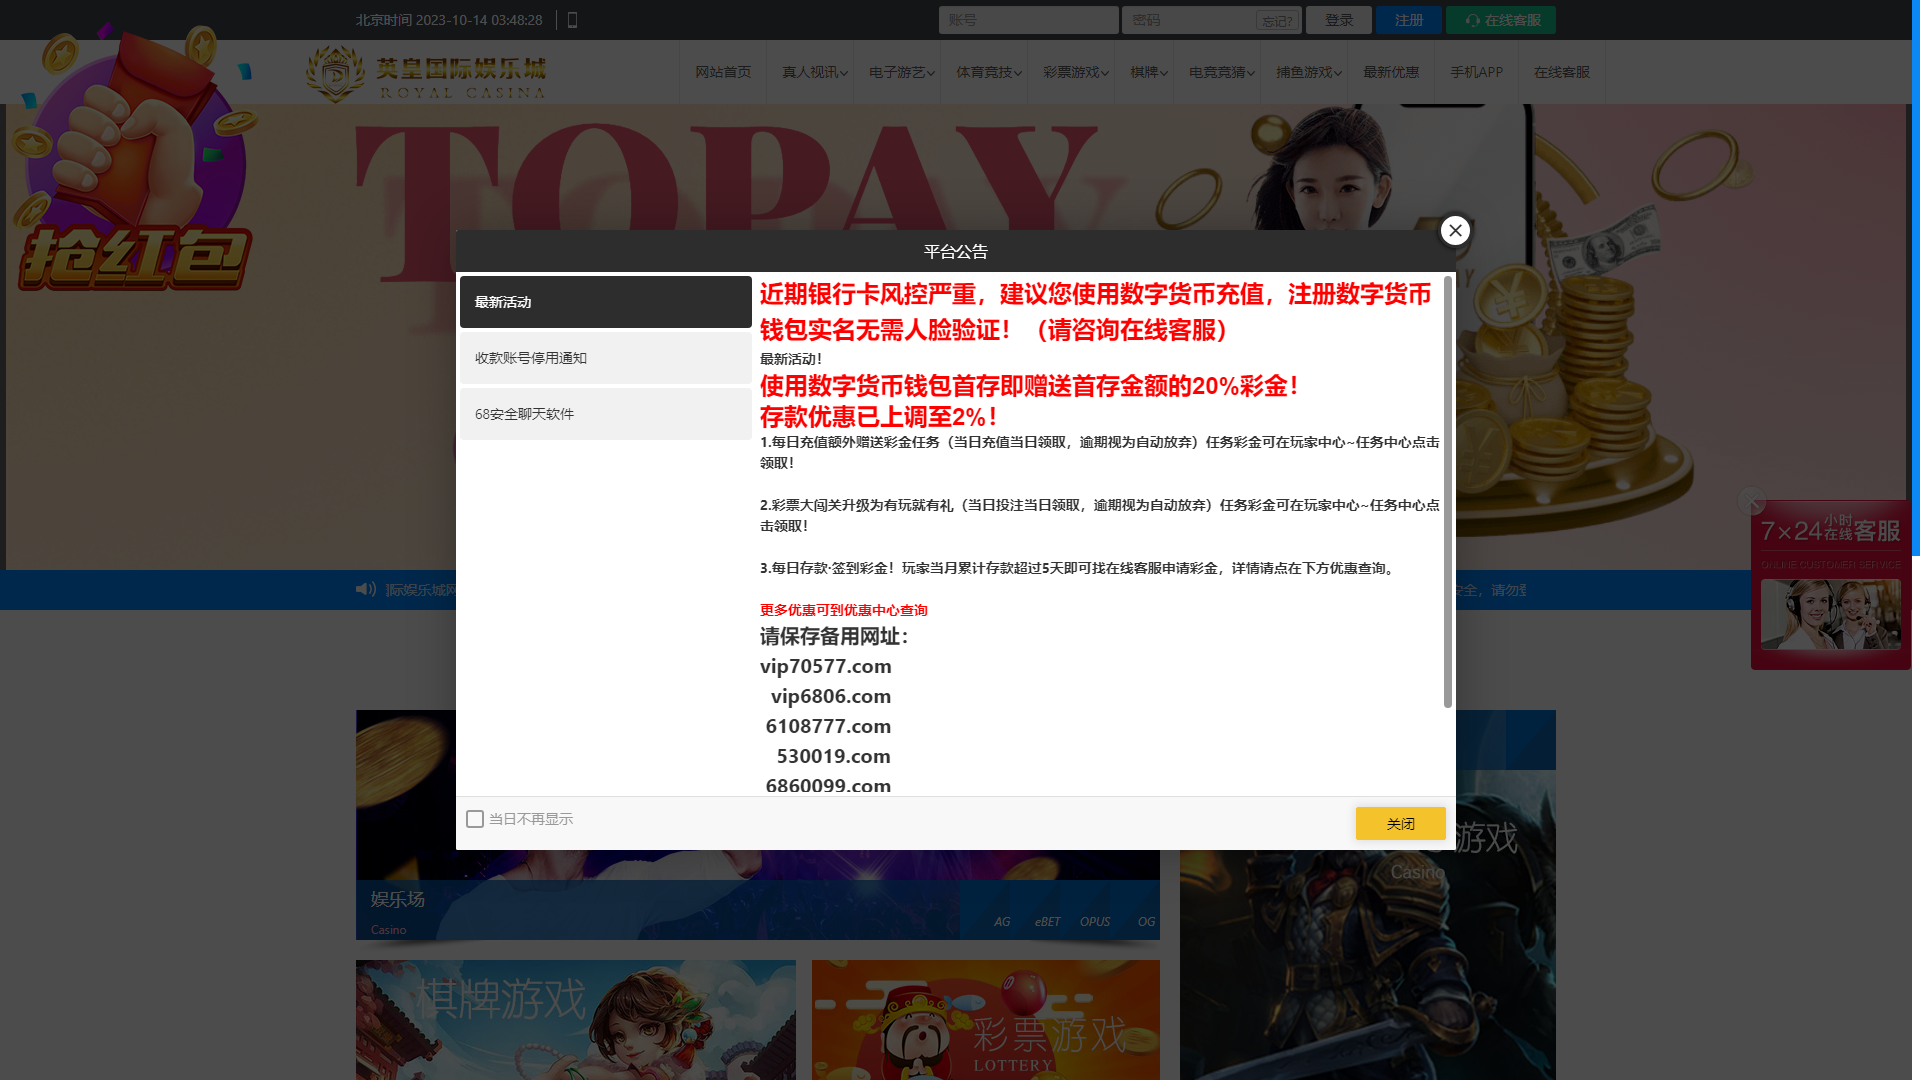 北京时间 2023-10-14 03:48:28
账号
密码
忘记?
登录
注册
在线客服
英皇国际娱乐城
ROYAL CASINA
网站首页
真人视讯
电子游艺
体育竞技
彩票游戏
棋牌
电竞竞猜
捕鱼游戏
最新优惠
手机APP
在线客服
TOPAY
抢红包
平台公告
最新活动
收款账号停用通知
68安全聊天软件
近期银行卡风控严重，建议您使用数字货币充值，注册数字货币
钱包实名无需人脸验证！（请咨询在线客服）
最新活动！
使用数字货币钱包首存即赠送首存金额的20%彩金！
存款优惠已上调至2%！
1.每日充值额外赠送彩金任务（当日充值当日领取，逾期视为自动放弃）任务彩金可在玩家中心~任务中心点击
领取！
2.彩票大闯关升级为有玩就有礼（当日投注当日领取，逾期视为自动放弃）任务彩金可在玩家中心~任务中心点
击领取！
3.每日存款·签到彩金！玩家当月累计存款超过5天即可找在线客服申请彩金，详情请点在下方优惠查询。
更多优惠可到优惠中心查询
请保存备用网址：
vip70577.com
vip6806.com
6108777.com
530019.com
6860099.com
当日不再显示
关闭
7×24小时在线客服
ONLINE CUSTOMER SERVICE
际娱乐城网
安全，请勿
游戏
Casino
娱乐场
Casino
AG
eBET
OPUS
OG
棋牌游戏
彩票游戏
LOTTERY